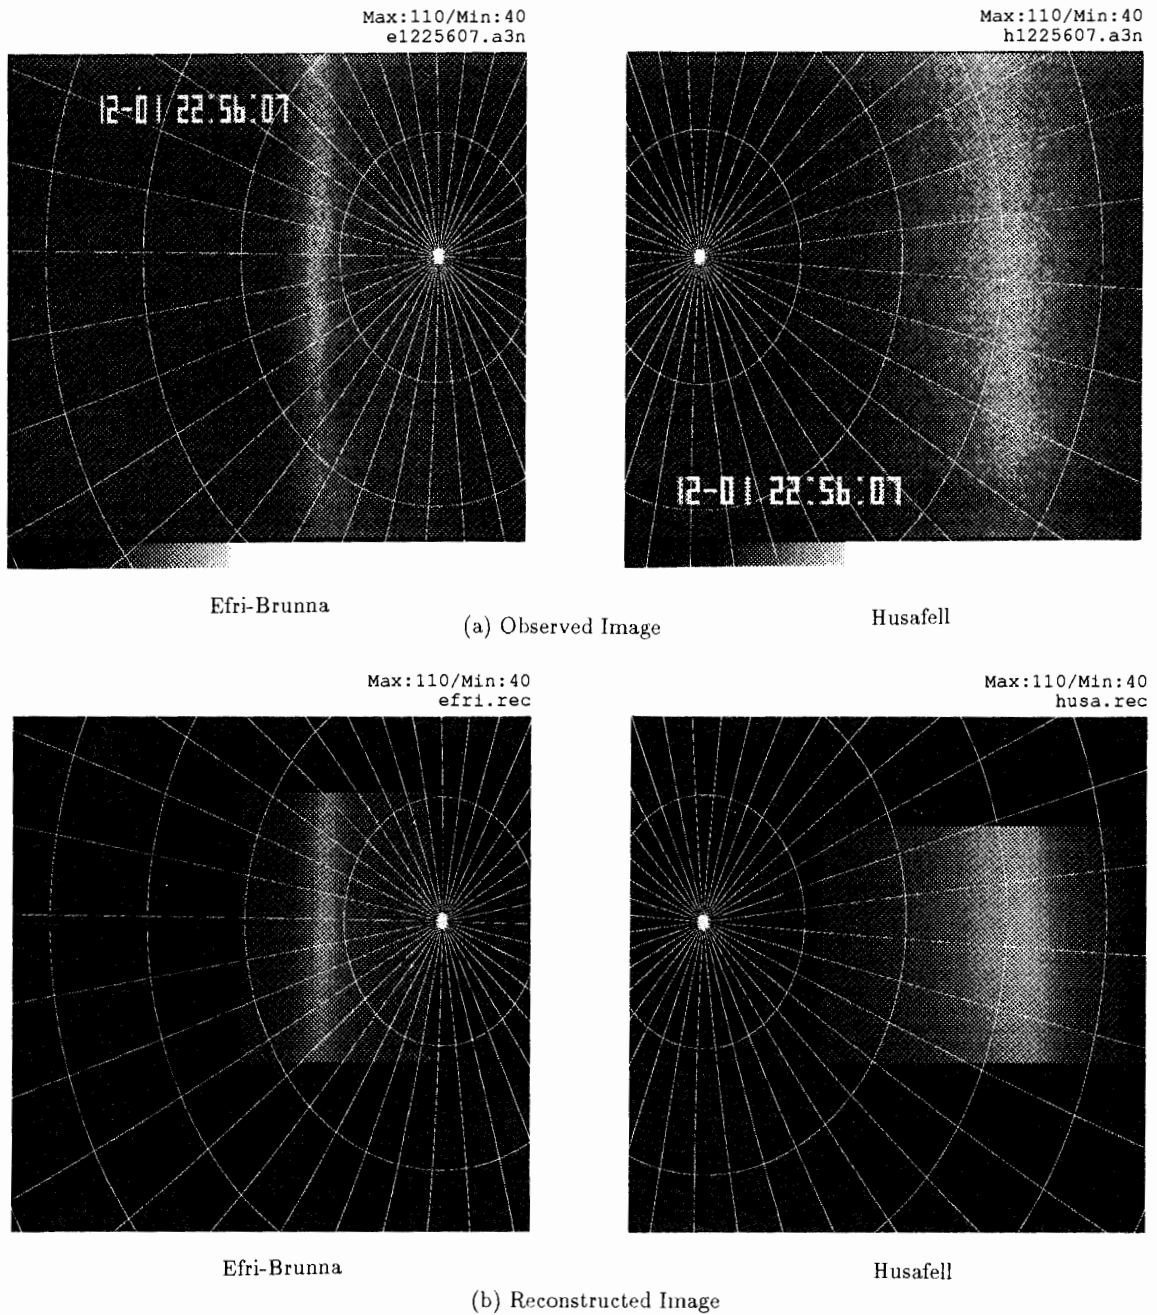 Max:110/Min:40
e1225607.a3n
12-01 22:56:07
Max:110/Min:40
h1225607.a3n
12-01 22:56:07
Efri-Brunna
Husafell
(a) Observed Image
Max:110/Min:40
efri.rec
Max:110/Min:40
husa.rec
Efri-Brunna
Husafell
(b) Reconstructed Image